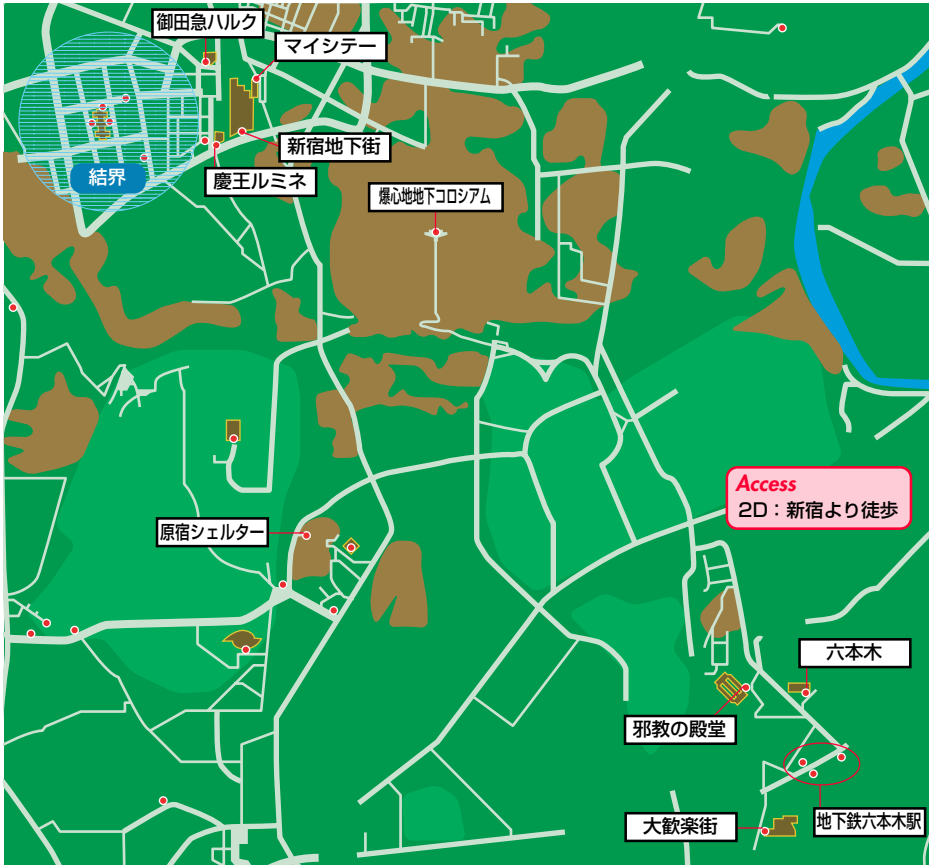 御田急ハルク
マイシテー
新宿地下街
結界
慶王ルミネ
爆心地地下コロシアム
Access
2D：新宿より徒歩
原宿シェルター
六本木
邪教の殿堂
大歓楽街
地下鉄六本木駅